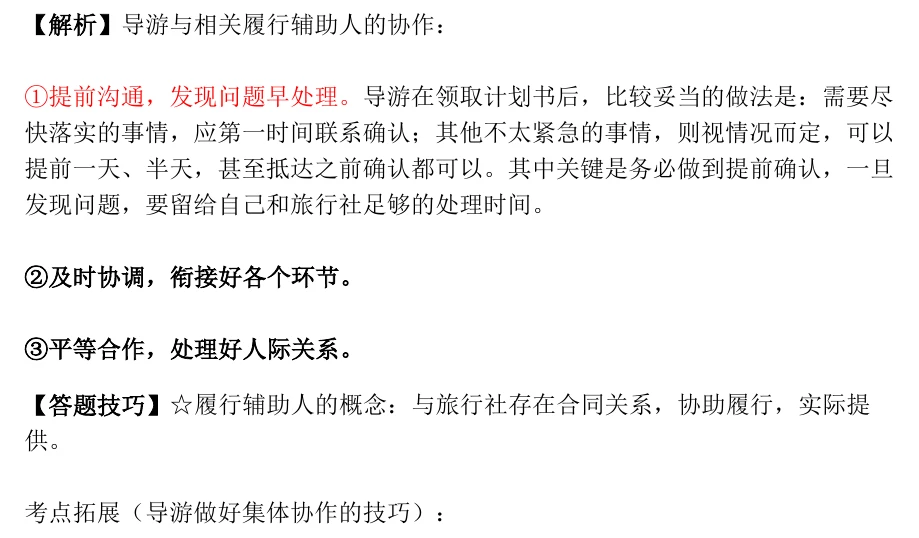 【解析】导游与相关履行辅助人的协作：
①提前沟通，发现问题早处理。导游在领取计划书后，比较妥当的做法是：需要尽
快落实的事情，应第一时间联系确认；其他不太紧急的事情，则视情况而定，可以
提前一天、半天，甚至抵达之前确认都可以。其中关键是务必做到提前确认，一旦
发现问题，要留给自己和旅行社足够的处理时间。
②及时协调，衔接好各个环节。
③平等合作，处理好人际关系。
【答题技巧】☆履行辅助人的概念：与旅行社存在合同关系，协助履行，实际提
供。
考点拓展（导游做好集体协作的技巧）：